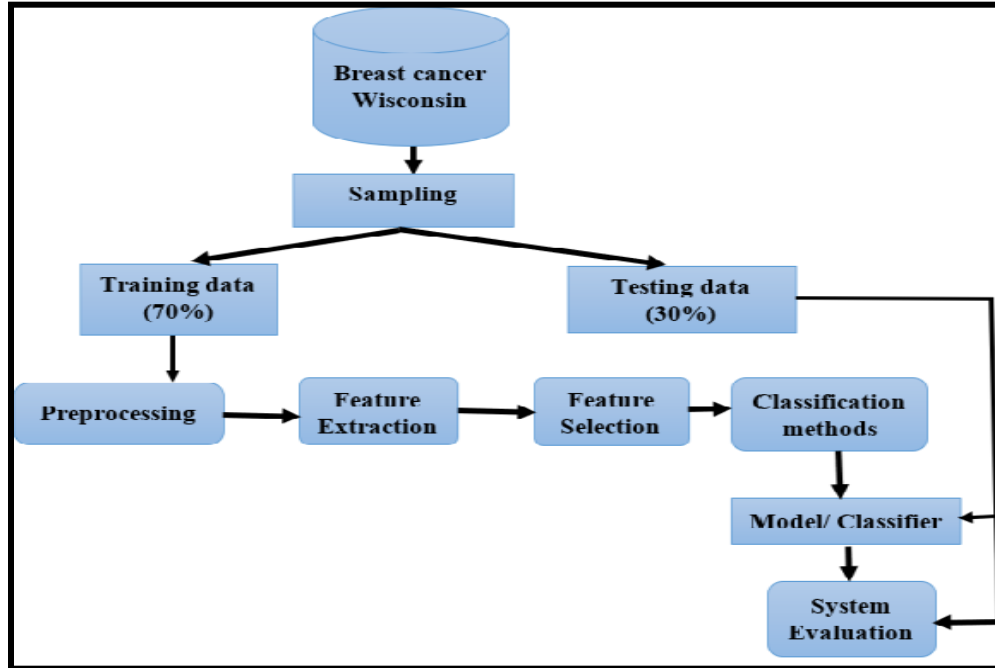 Breast cancer
Wisconsin
Sampling
Training data
(70%)
Testing data
(30%)
Preprocessing
Feature
Extraction
Feature
Selection
Classification
methods
Model/ Classifier
System
Evaluation